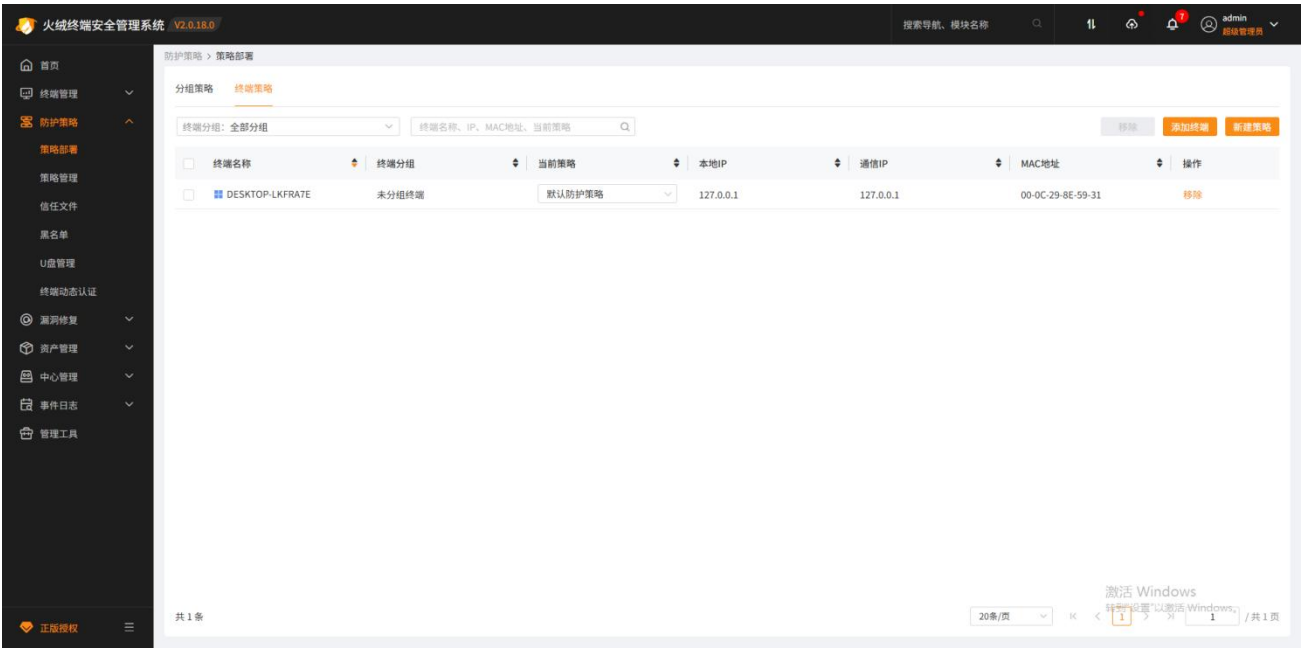 火绒终端安全管理系统 V2.0.18.0 搜索导航、模块名称 7 admin
超级管理员
防护策略 > 策略部署
首页
终端管理
防护策略
策略部署
策略管理
信任文件
黑名单
U盘管理
终端动态认证
漏洞修复
资产管理
中心管理
事件日志
管理工具
正版授权
分组策略 终端策略
终端分组: 全部分组 终端名称、IP、MAC地址、当前策略 移除 添加终端 新建策略
终端名称 终端分组 当前策略 本地IP 通信IP MAC地址 操作
DESKTOP-LKFRA7E 未分组终端 默认防护策略 127.0.0.1 127.0.0.1 00-0C-29-8E-59-31 移除
激活 Windows
转到"设置"以激活 Windows。
共 1 条 20条/页 1 1 / 共 1 页